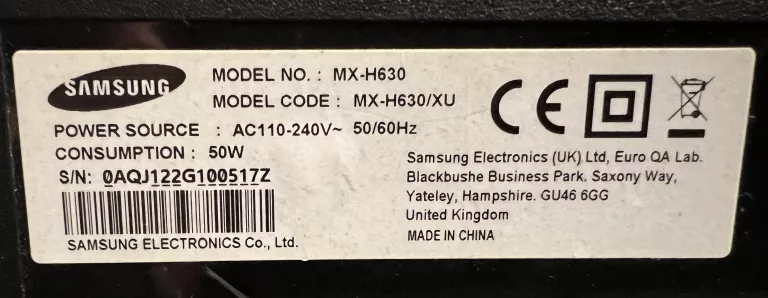 SAMSUNG
MODEL NO. : MX-H630
MODEL CODE : MX-H630/XU
POWER SOURCE : AC110-240V~ 50/60Hz
CONSUMPTION : 50W
S/N: 0AQJ122G100517Z
SAMSUNG ELECTRONICS Co., Ltd.
CE
Samsung Electronics (UK) Ltd, Euro QA Lab.
Blackbushe Business Park. Saxony Way,
Yateley, Hampshire. GU46 6GG
United Kingdom
MADE IN CHINA